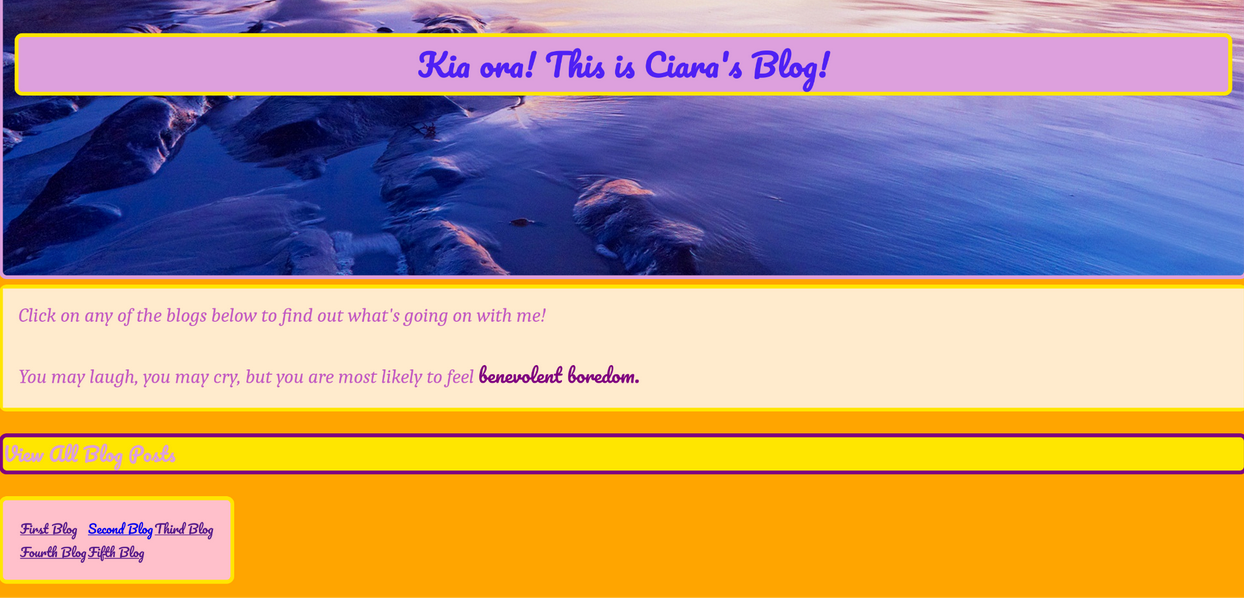 Kia ora! This is Ciara's Blog!
Click on any of the blogs below to find out what's going on with me!
You may laugh, you may cry, but you are most likely to feel benevolent boredom.
View All Blog Posts
First Blog Second Blog Third Blog
Fourth Blog Fifth Blog